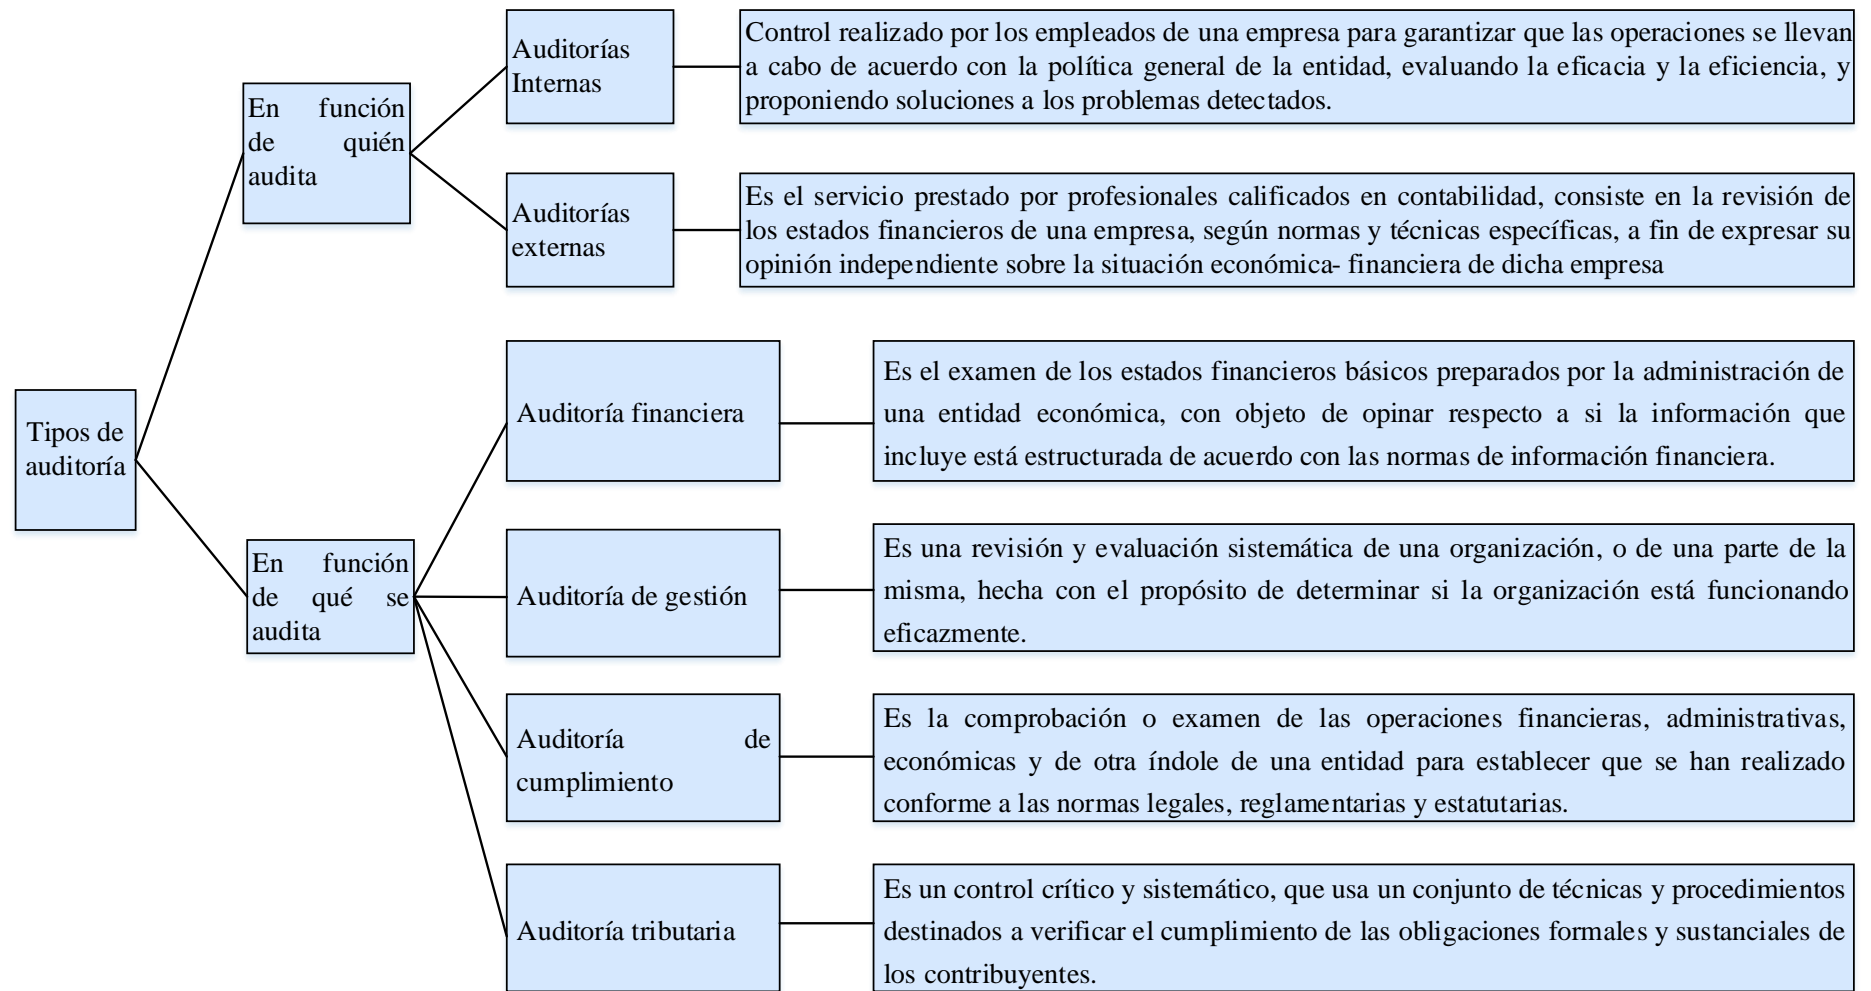 Tipos de
auditoría
En función
de quién
audita
Auditorías
Internas
Control realizado por los empleados de una empresa para garantizar que las operaciones se llevan
a cabo de acuerdo con la política general de la entidad, evaluando la eficacia y la eficiencia, y
proponiendo soluciones a los problemas detectados.
Auditorías
externas
Es el servicio prestado por profesionales calificados en contabilidad, consiste en la revisión de
los estados financieros de una empresa, según normas y técnicas específicas, a fin de expresar su
opinión independiente sobre la situación económica- financiera de dicha empresa
En función
de qué se
audita
Auditoría financiera
Es el examen de los estados financieros básicos preparados por la administración de
una entidad económica, con objeto de opinar respecto a si la información que
incluye está estructurada de acuerdo con las normas de información financiera.
Auditoría de gestión
Es una revisión y evaluación sistemática de una organización, o de una parte de la
misma, hecha con el propósito de determinar si la organización está funcionando
eficazmente.
Auditoría de
cumplimiento
Es la comprobación o examen de las operaciones financieras, administrativas,
económicas y de otra índole de una entidad para establecer que se han realizado
conforme a las normas legales, reglamentarias y estatutarias.
Auditoría tributaria
Es un control crítico y sistemático, que usa un conjunto de técnicas y procedimientos
destinados a verificar el cumplimiento de las obligaciones formales y sustanciales de
los contribuyentes.